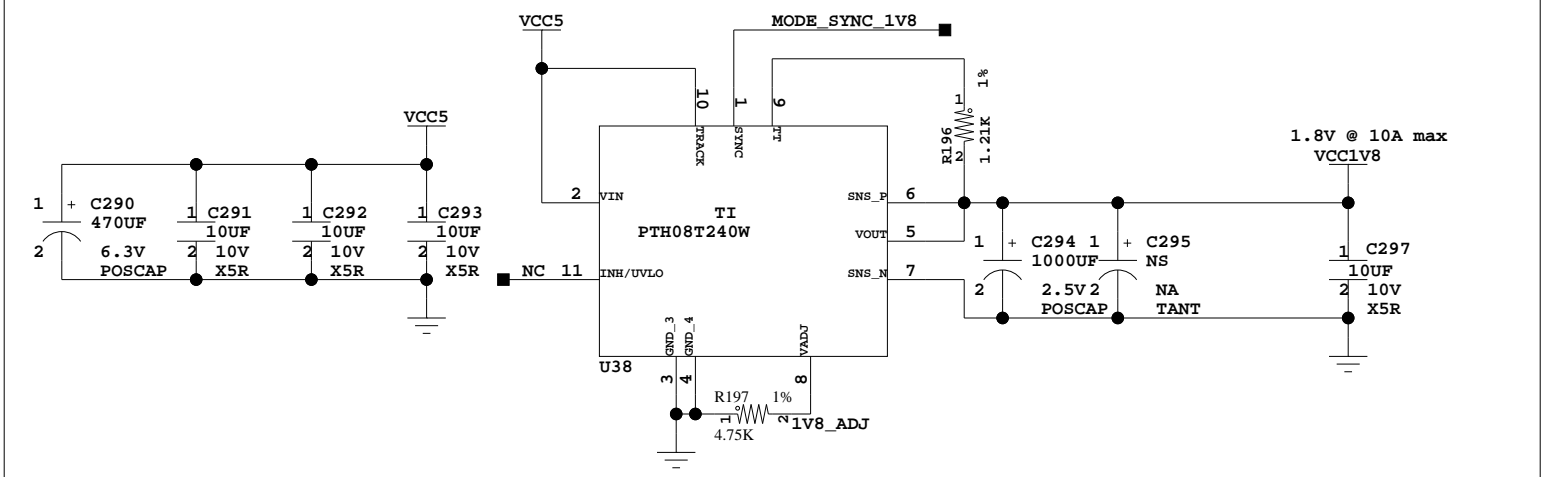 VCC5
MODE_SYNC_1V8
10
1
9
1
1%
R196
1.21K
2
TRACK
SYNC
TT
VCC5
1.8V @ 10A max
VCC1V8
1 + C290
470UF
2 6.3V
POSCAP
1 C291
10UF
2 10V
X5R
1 C292
10UF
2 10V
X5R
1 C293
10UF
2 10V
X5R
2 VIN
TI
PTH08T240W
SNS_P 6
VOUT 5
NC 11 INH/UVLO
SNS_N 7
1 + C294
1000UF
2 2.5V
POSCAP
1 + C295
NS
2 NA
TANT
1 C297
10UF
2 10V
X5R
GND_3
GND_4
VADJ
U38
3
4
8
R197 1%
1 2
4.75K
1V8_ADJ